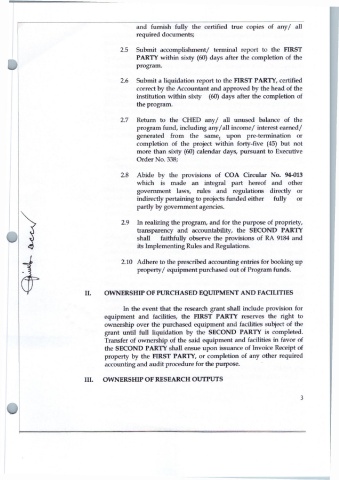 and furnish fully the certified true copies of any/ all
required documents;
2.5 Submit accomplishment/ terminal report to the FIRST
PARTY within sixty (60) days after the completion of the
program.
2.6 Submit a liquidation report to the FIRST PARTY, certified
correct by the Accountant and approved by the head of the
institution within sixty (60) days after the completion of
the program.
2.7 Return to the CHED any/ all unused balance of the
program fund, including any/all income/ interest earned/
generated from the same, upon pre-termination or
completion of the project within forty-five (45) but not
more than sixty (60) calendar days, pursuant to Executive
Order No. 338;
2.8 Abide by the provisions of COA Circular No. 94-013
which is made an integral part hereof and other
government laws, rules and regulations directly or
indirectly pertaining to projects funded either fully or
partly by government agencies.
2.9 In realizing the program, and for the purpose of propriety,
transparency and accountability, the SECOND PARTY
shall faithfully observe the provisions of RA 9184 and
its Implementing Rules and Regulations.
2.10 Adhere to the prescribed accounting entries for booking up
property/ equipment purchased out of Program funds.
II. OWNERSHIP OF PURCHASED EQUIPMENT AND FACILITIES
In the event that the research grant shall include provision for
equipment and facilities, the FIRST PARTY reserves the right to
ownership over the purchased equipment and facilities subject of the
grant until full liquidation by the SECOND PARTY is completed.
Transfer of ownership of the said equipment and facilities in favor of
the SECOND PARTY shall ensue upon issuance of Invoice Receipt of
property by the FIRST PARTY, or completion of any other required
accounting and audit procedure for the purpose.
III. OWNERSHIP OF RESEARCH OUTPUTS
3